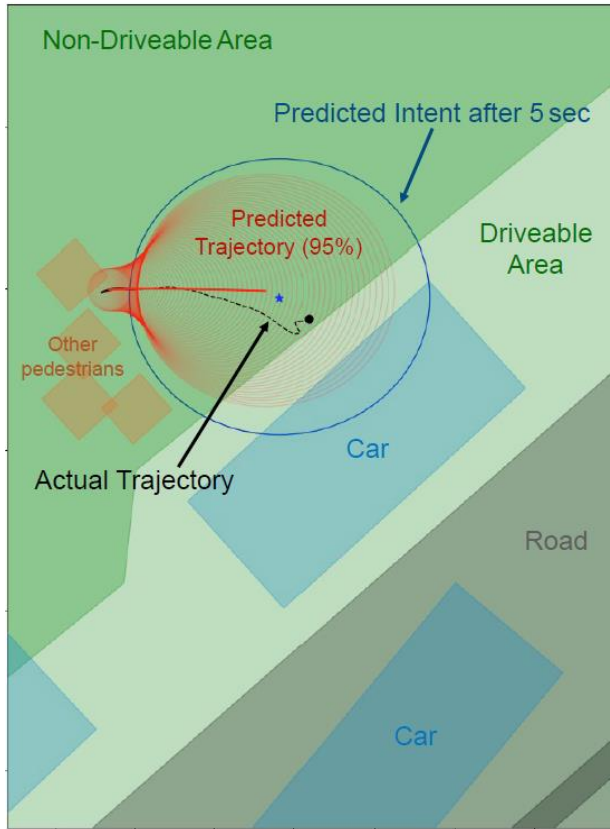 Non-Driveable Area
Predicted Intent after 5 sec
Predicted
Trajectory (95%)
Driveable
Area
Other
pedestrians
Car
Actual Trajectory
Road
Car